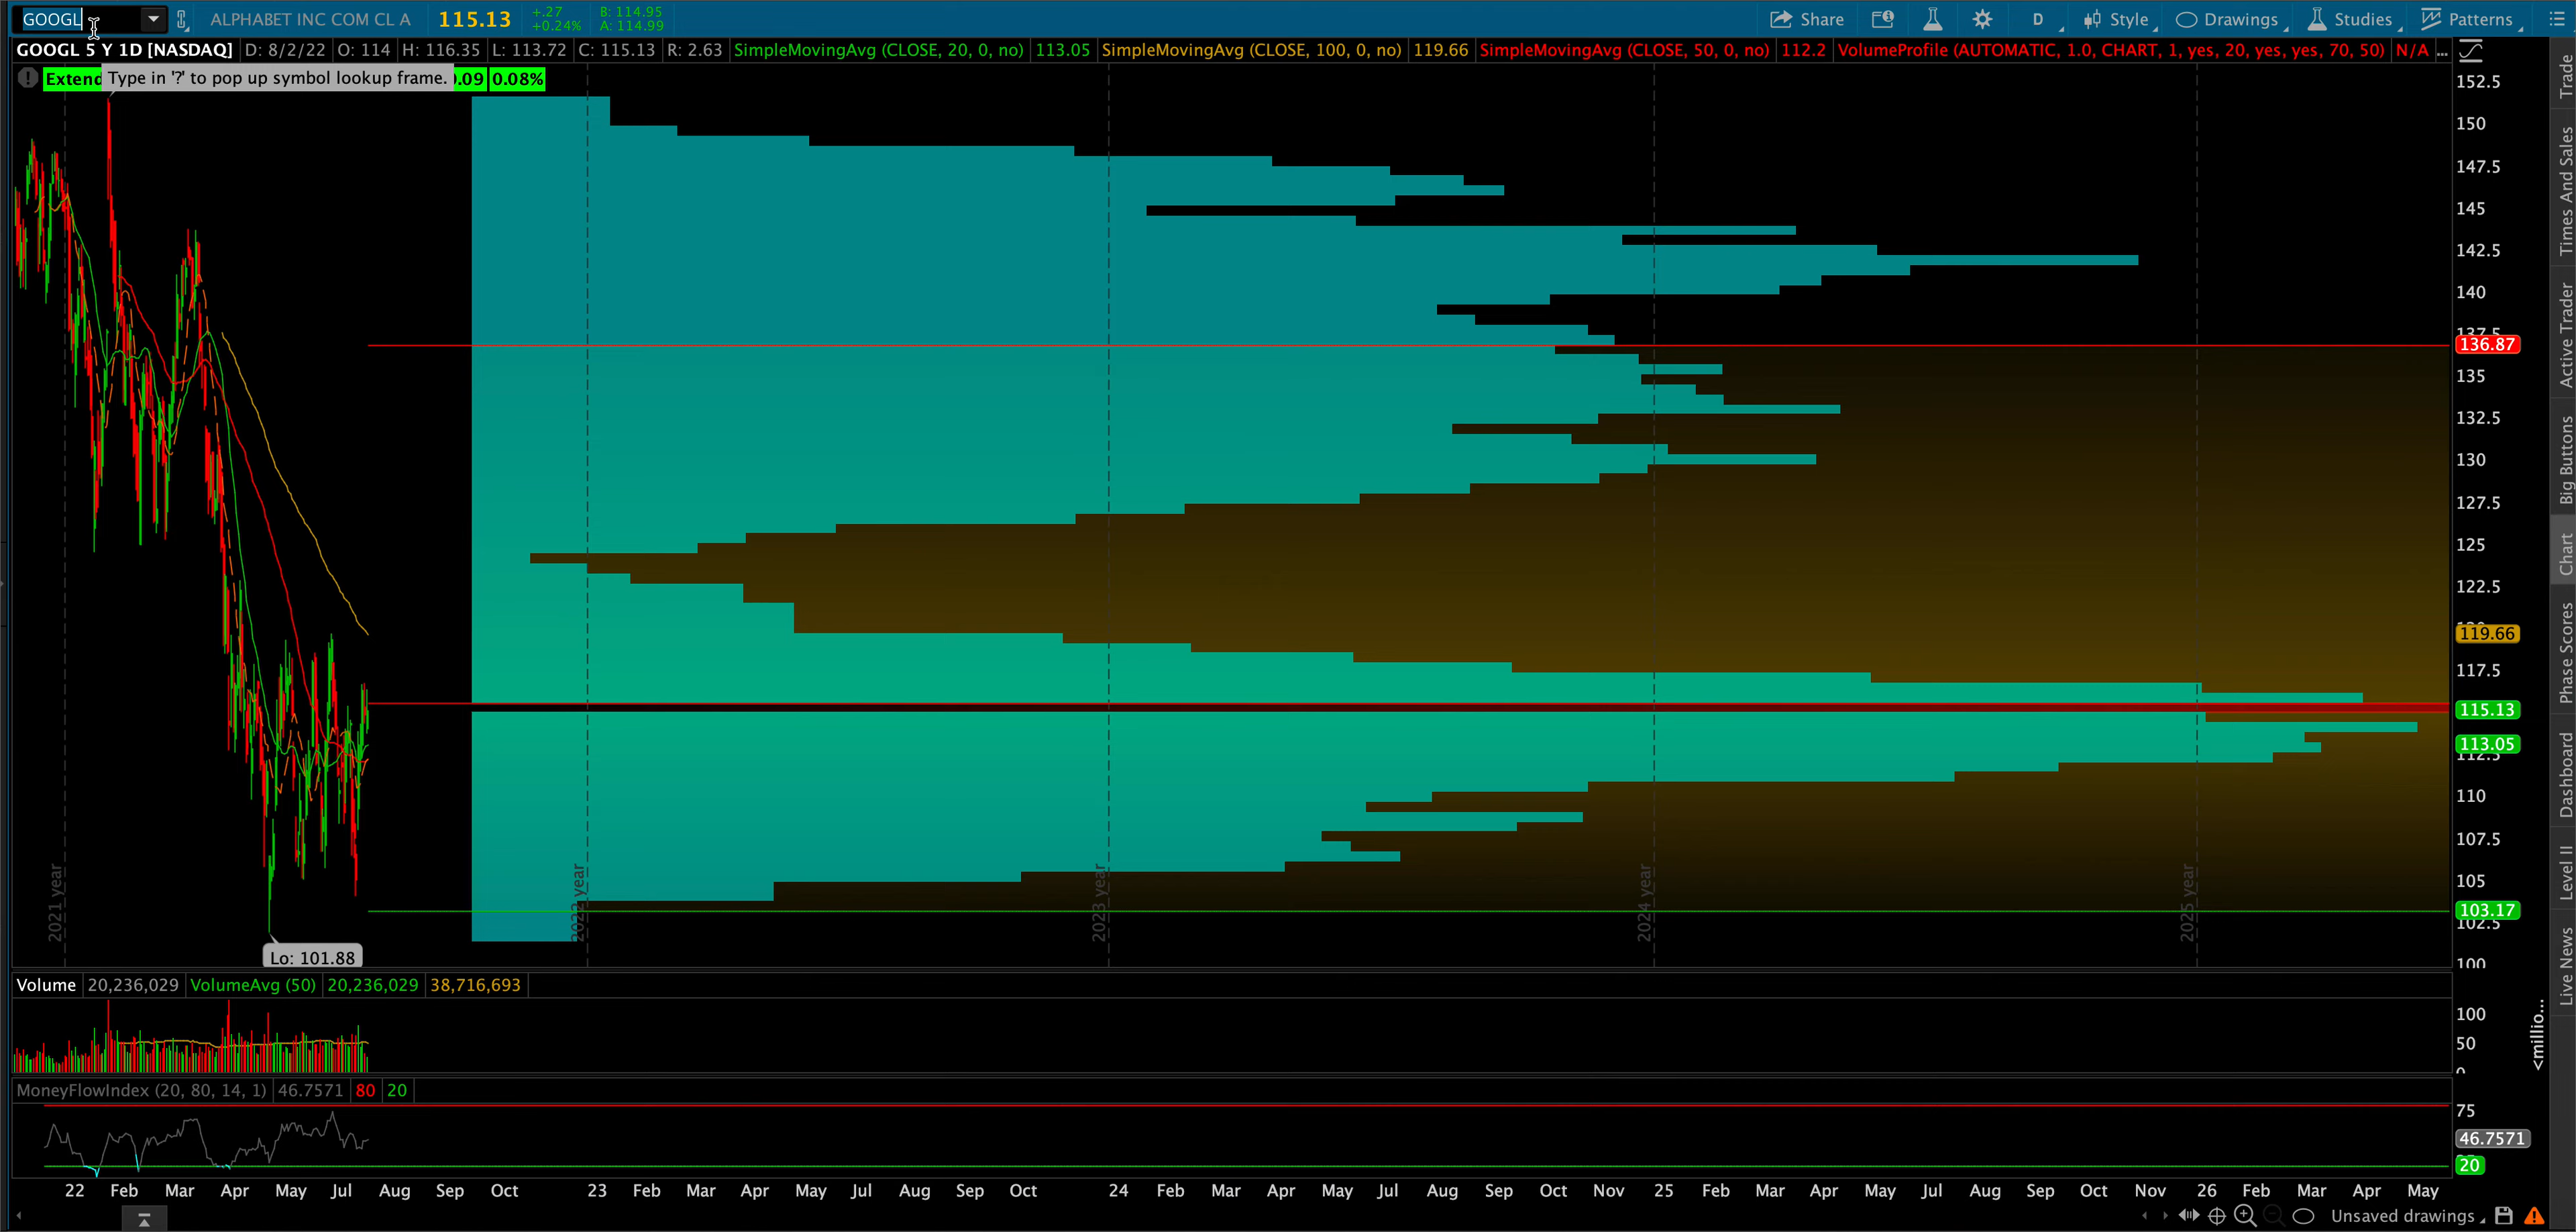 GOOGL ALPHABET INC COM CL A 115.13 +.27 +0.24% B: 114.95 A: 114.99 Share D Style Drawings Studies Patterns
GOOGL 5 Y 1D [NASDAQ] D: 8/2/22 O: 114 H: 116.35 L: 113.72 C: 115.13 R: 2.63 SimpleMovingAvg (CLOSE, 20, 0, no) 113.05 SimpleMovingAvg (CLOSE, 100, 0, no) 119.66 SimpleMovingAvg (CLOSE, 50, 0, no) 112.2 VolumeProfile (AUTOMATIC, 1.0, CHART, 1, yes, 20, yes, yes, 70, 50) N/A ...
Extend Type in '?' to pop up symbol lookup frame. .09 0.08%
152.5
150
147.5
145
142.5
140
137.5
136.87
135
132.5
130
127.5
125
122.5
119.66
117.5
115.13
113.05
112.5
110
107.5
105
103.17
102.5
100
2021 year
2022 year
2023 year
2024 year
2025 year
Lo: 101.88
Volume 20,236,029 VolumeAvg (50) 20,236,029 38,716,693
100
50
0
<millio...
MoneyFlowIndex (20, 80, 14, 1) 46.7571 80 20
75
46.7571
20
22 Feb Mar Apr May Jul Aug Sep Oct 23 Feb Mar Apr May Jul Aug Sep Oct 24 Feb Mar Apr May Jul Aug Sep Oct Nov 25 Feb Mar Apr May Jul Aug Sep Oct Nov 26 Feb Mar Apr May
Unsaved drawings
Trade
Times And Sales
Active Trader
Big Buttons
Chart
Phase Scores
Dashboard
Level II
Live News